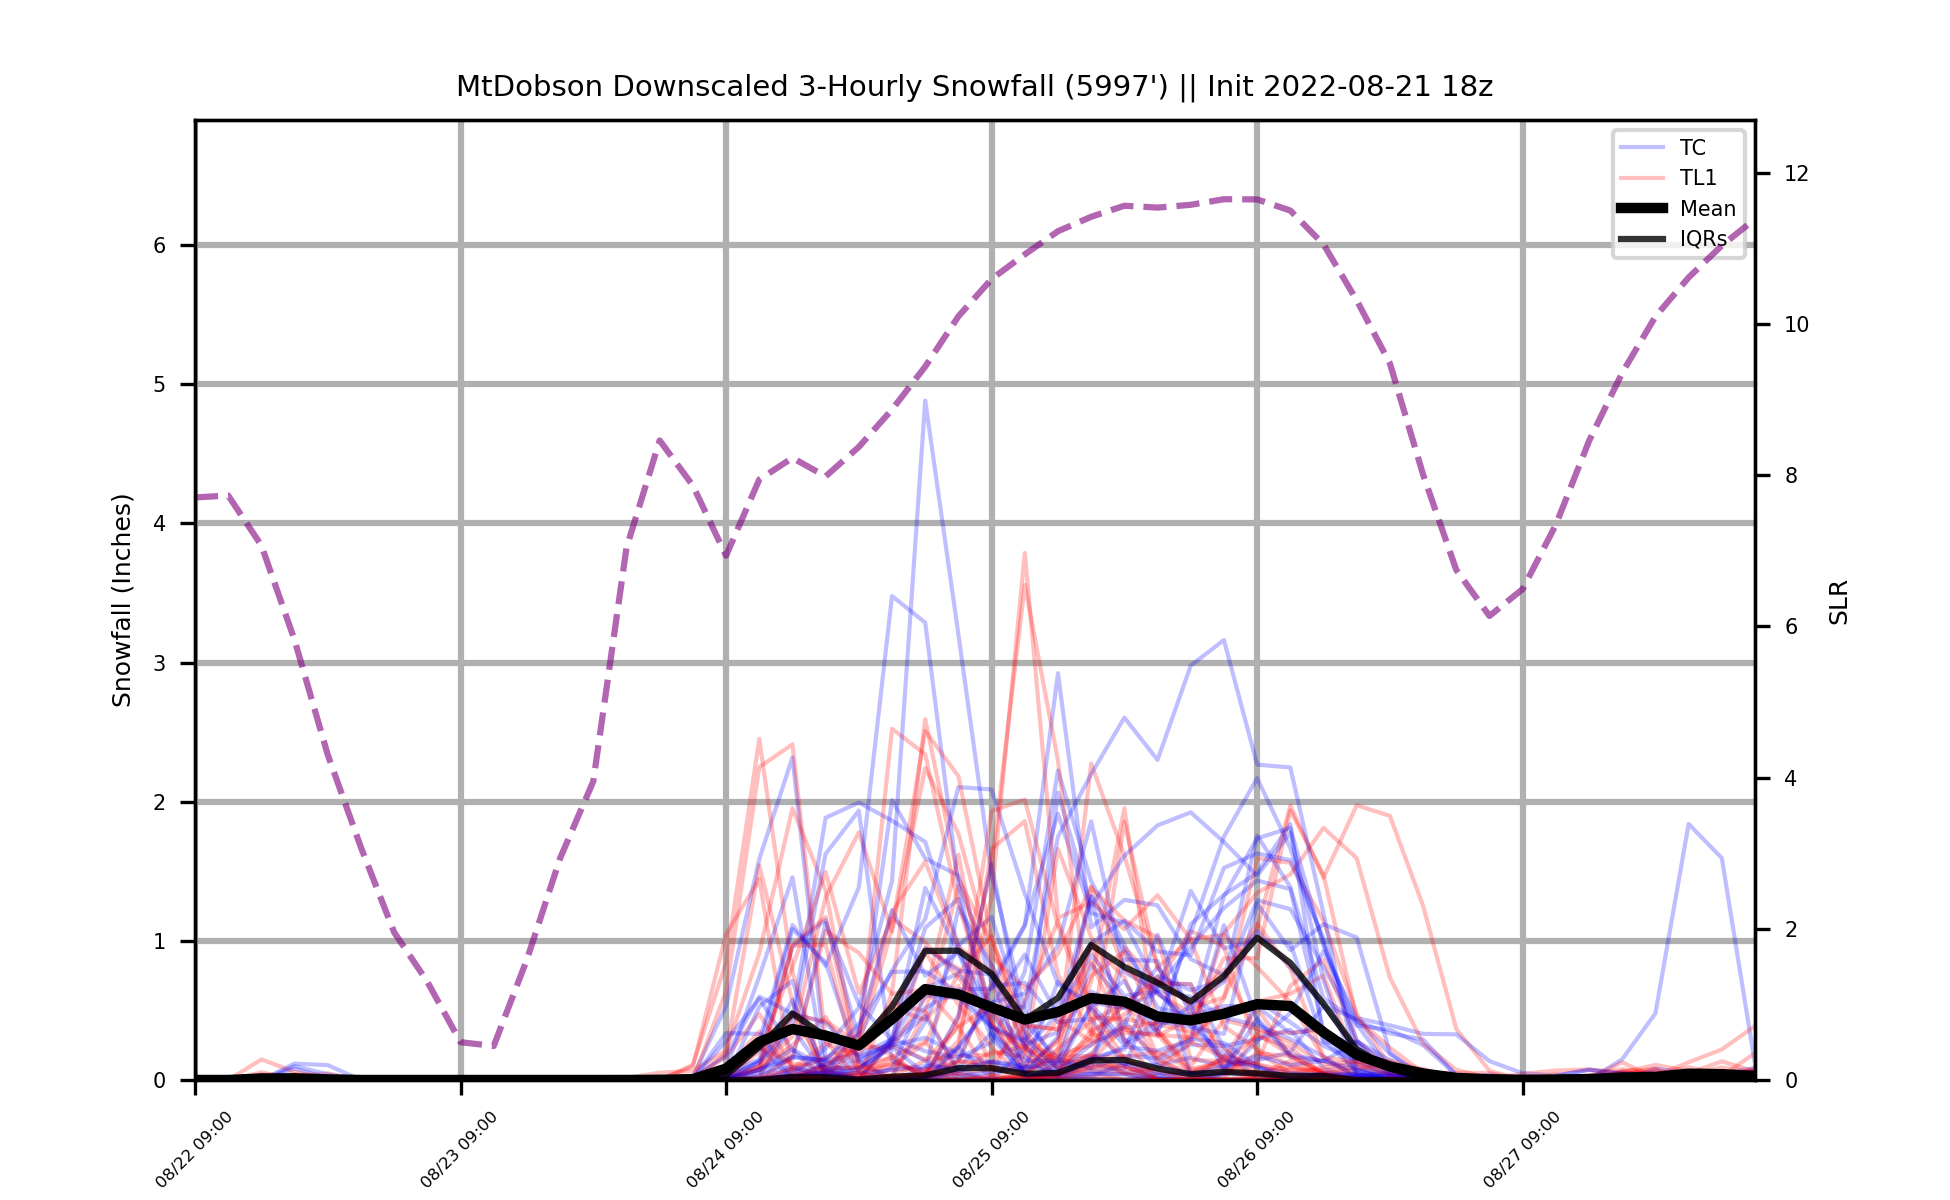 MtDobson Downscaled 3-Hourly Snowfall (5997') || Init 2022-08-21 18z
TC
TL1
Mean
IQRs
Snowfall (Inches)
6
5
4
3
2
1
0
12
10
8
6
4
2
0
SLR
08/22 09:00
08/23 09:00
08/24 09:00
08/25 09:00
08/26 09:00
08/27 09:00